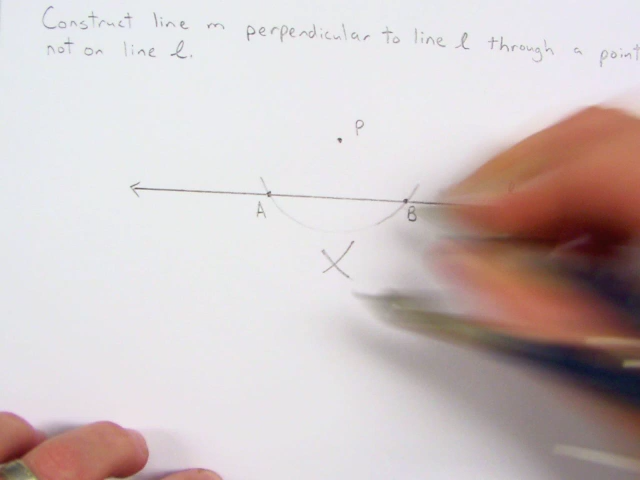 Construct line m perpendicular to line l through a point
not on line l.
P
A B